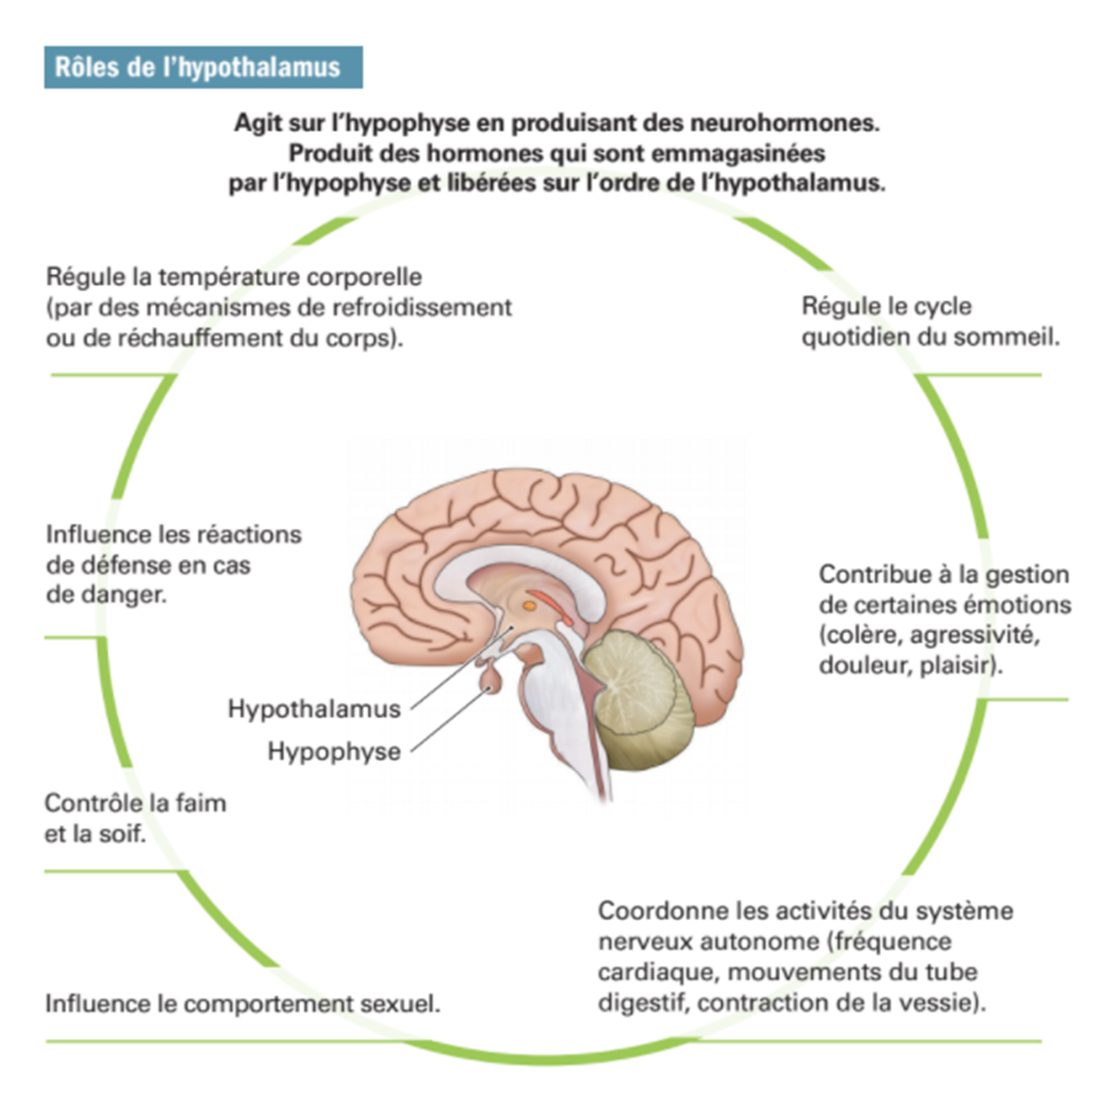 Rôles de l'hypothalamus
Agit sur l'hypophyse en produisant des neurohormones.
Produit des hormones qui sont emmagasinées
par l'hypophyse et libérées sur l'ordre de l'hypothalamus.
Régule la température corporelle
(par des mécanismes de refroidissement
ou de réchauffement du corps).
Régule le cycle
quotidien du sommeil.
Influence les réactions
de défense en cas
de danger.
Contribue à la gestion
de certaines émotions
(colère, agressivité,
douleur, plaisir).
Hypothalamus
Hypophyse
Contrôle la faim
et la soif.
Coordonne les activités du système
nerveux autonome (fréquence
cardiaque, mouvements du tube
digestif, contraction de la vessie).
Influence le comportement sexuel.